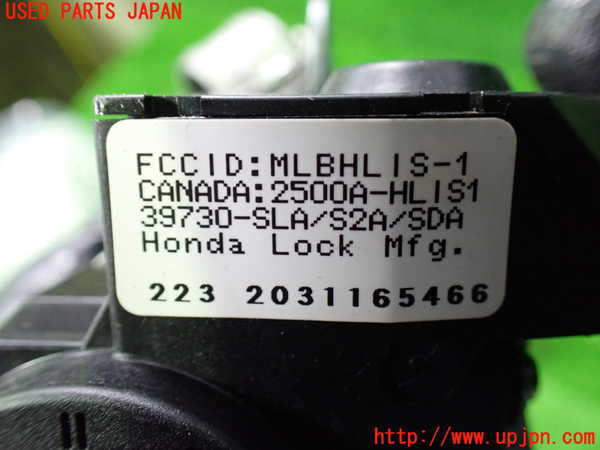 USED PARTS JAPAN
FCCID:MLBHLIS-1
CANADA:2500A-HLIS1
39730-SLA/S2A/SDA
Honda Lock Mfg.
223 2031165466
http://www.upjpn.com